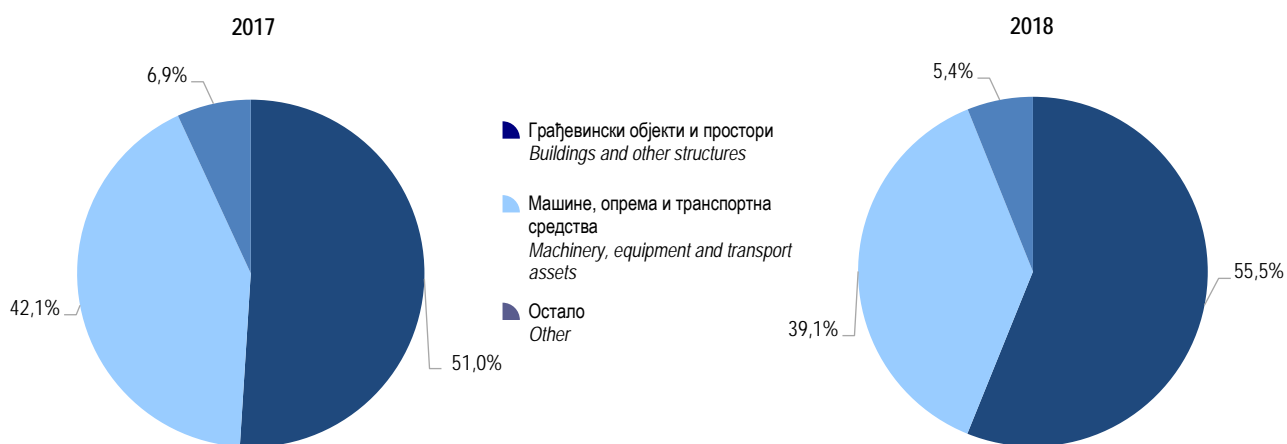 2017
6,9%
42,1%
51,0%
Грађевински објекти и простори
Buildings and other structures
Машине, опрема и транспортна
средства
Machinery, equipment and transport
assets
Остало
Other
2018
5,4%
39,1%
55,5%